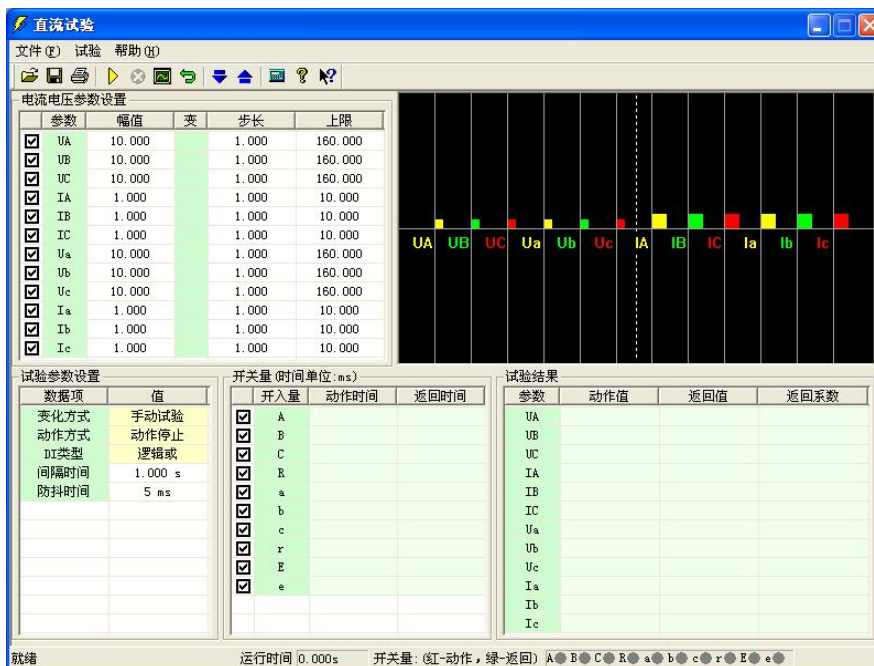 直流试验
文件(F) 试验 帮助(H)
电流电压参数设置
参数 幅值 变 步长 上限
UA 10.000 1.000 160.000
UB 10.000 1.000 160.000
UC 10.000 1.000 160.000
IA 1.000 1.000 10.000
IB 1.000 1.000 10.000
IC 1.000 1.000 10.000
Ua 10.000 1.000 160.000
Ub 10.000 1.000 160.000
Uc 10.000 1.000 160.000
Ia 1.000 1.000 10.000
Ib 1.000 1.000 10.000
Ic 1.000 1.000 10.000
UA UB UC Ua Ub Uc IA IB IC Ia Ib Ic
试验参数设置
数据项 值
变化方式 手动试验
动作方式 动作停止
DI类型 逻辑或
间隔时间 1.000 s
防抖时间 5 ms
开关量(时间单位:ms)
开入量 动作时间 返回时间
A
B
C
R
a
b
c
r
E
e
试验结果
参数 动作值 返回值 返回系数
UA
UB
UC
IA
IB
IC
Ua
Ub
Uc
Ia
Ib
Ic
就绪 运行时间 0.000s 开关量: (红-动作，绿-返回) A B C R a b c r E e